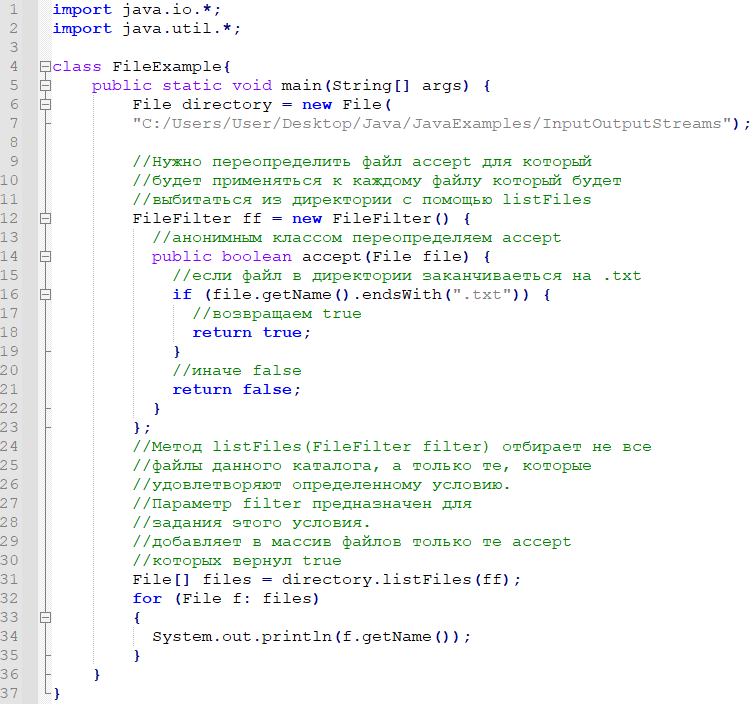 1 import java.io.*;
2 import java.util.*;
3
4 class FileExample{
5 public static void main(String[] args) {
6 File directory = new File(
7 "C:/Users/User/Desktop/Java/JavaExamples/InputOutputStreams");
8
9 //Нужно переопределить файл accept для который
10 //будет применяться к каждому файлу который будет
11 //выбитаться из директории с помощью listFiles
12 FileFilter ff = new FileFilter() {
13 //анонимным классом переопределяем accept
14 public boolean accept(File file) {
15 //если файл в директории заканчиваеться на .txt
16 if (file.getName().endsWith(".txt")) {
17 //возвращаем true
18 return true;
19 }
20 //иначе false
21 return false;
22 }
23 };
24 //Метод listFiles(FileFilter filter) отбирает не все
25 //файлы данного каталога, а только те, которые
26 //удовлетворяют определенному условию.
27 //Параметр filter предназначен для
28 //задания этого условия.
29 //добавляет в массив файлов только те accept
30 //которых вернул true
31 File[] files = directory.listFiles(ff);
32 for (File f: files)
33 {
34 System.out.println(f.getName());
35 }
36 }
37 }